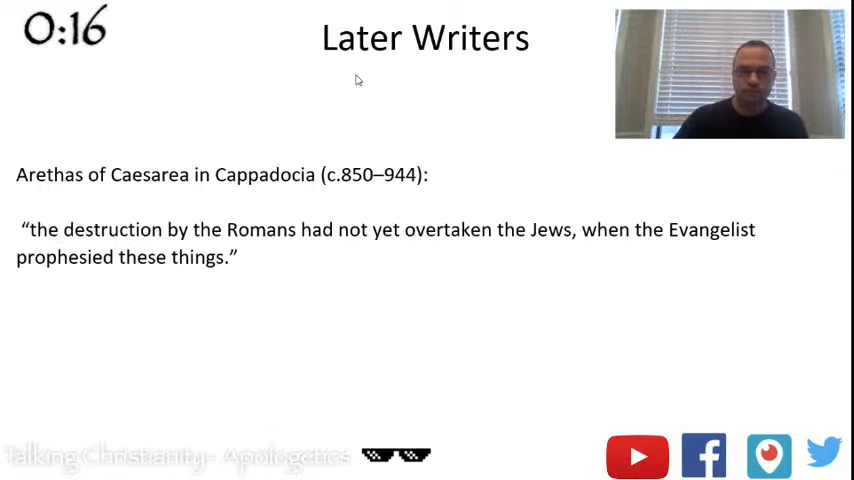 0:16
Later Writers
Arethas of Caesarea in Cappadocia (c.850–944):
“the destruction by the Romans had not yet overtaken the Jews, when the Evangelist
prophesied these things.”
Talking Christianity- Apologetics